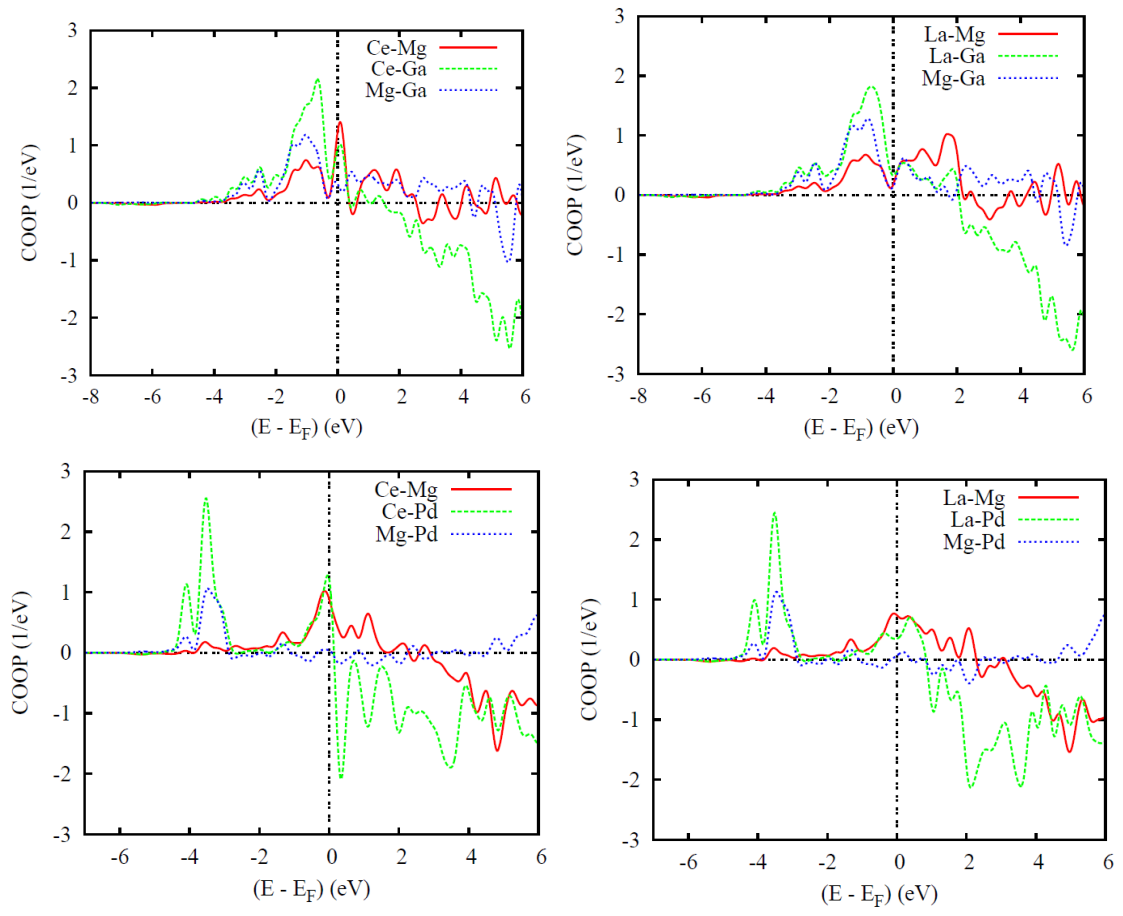 Ce-Mg
Ce-Ga
Mg-Ga
COOP (1/eV)
3
2
1
0
-1
-2
-3
-8 -6 -4 -2 0 2 4 6
(E - E_F) (eV)
La-Mg
La-Ga
Mg-Ga
COOP (1/eV)
3
2
1
0
-1
-2
-3
-8 -6 -4 -2 0 2 4 6
(E - E_F) (eV)
Ce-Mg
Ce-Pd
Mg-Pd
COOP (1/eV)
3
2
1
0
-1
-2
-3
-6 -4 -2 0 2 4 6
(E - E_F) (eV)
La-Mg
La-Pd
Mg-Pd
COOP (1/eV)
3
2
1
0
-1
-2
-3
-6 -4 -2 0 2 4 6
(E - E_F) (eV)